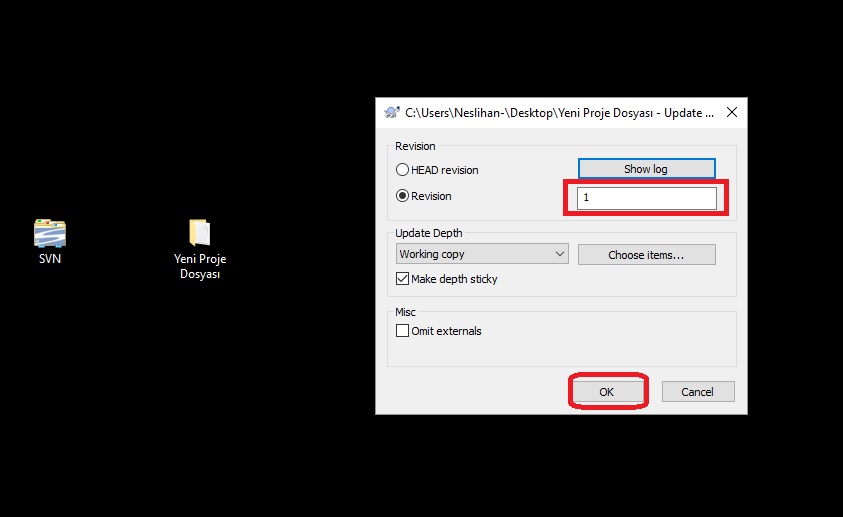 C:\Users\Neslihan-\Desktop\Yeni Proje Dosyası - Update ...
Revision
HEAD revision
Show log
Revision
1
Update Depth
Working copy
Choose items...
Make depth sticky
Misc
Omit externals
OK
Cancel
SVN
Yeni Proje
Dosyası